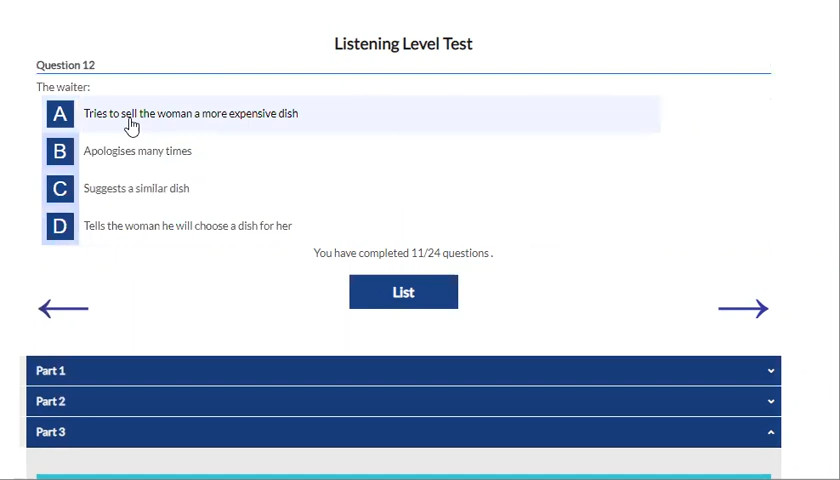 Listening Level Test
Question 12
The waiter:
A Tries to sell the woman a more expensive dish
B Apologises many times
C Suggests a similar dish
D Tells the woman he will choose a dish for her
You have completed 11/24 questions .
List
Part 1
Part 2
Part 3